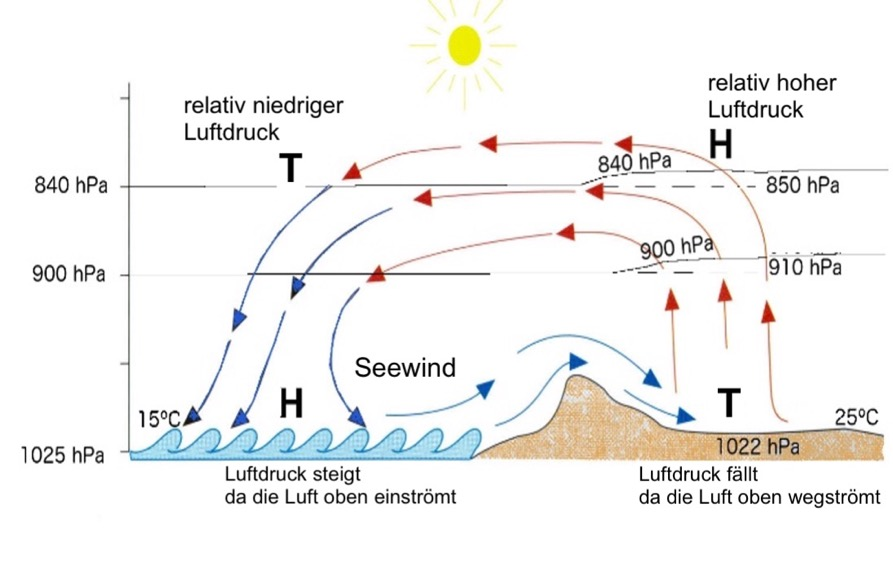 relativ hoher
Luftdruck
H
relativ niedriger
Luftdruck
T
840 hPa
840 hPa
850 hPa
900 hPa
900 hPa
910 hPa
Seewind
15ºC
H
T
25ºC
1025 hPa
1022 hPa
Luftdruck steigt
da die Luft oben einströmt
Luftdruck fällt
da die Luft oben wegströmt